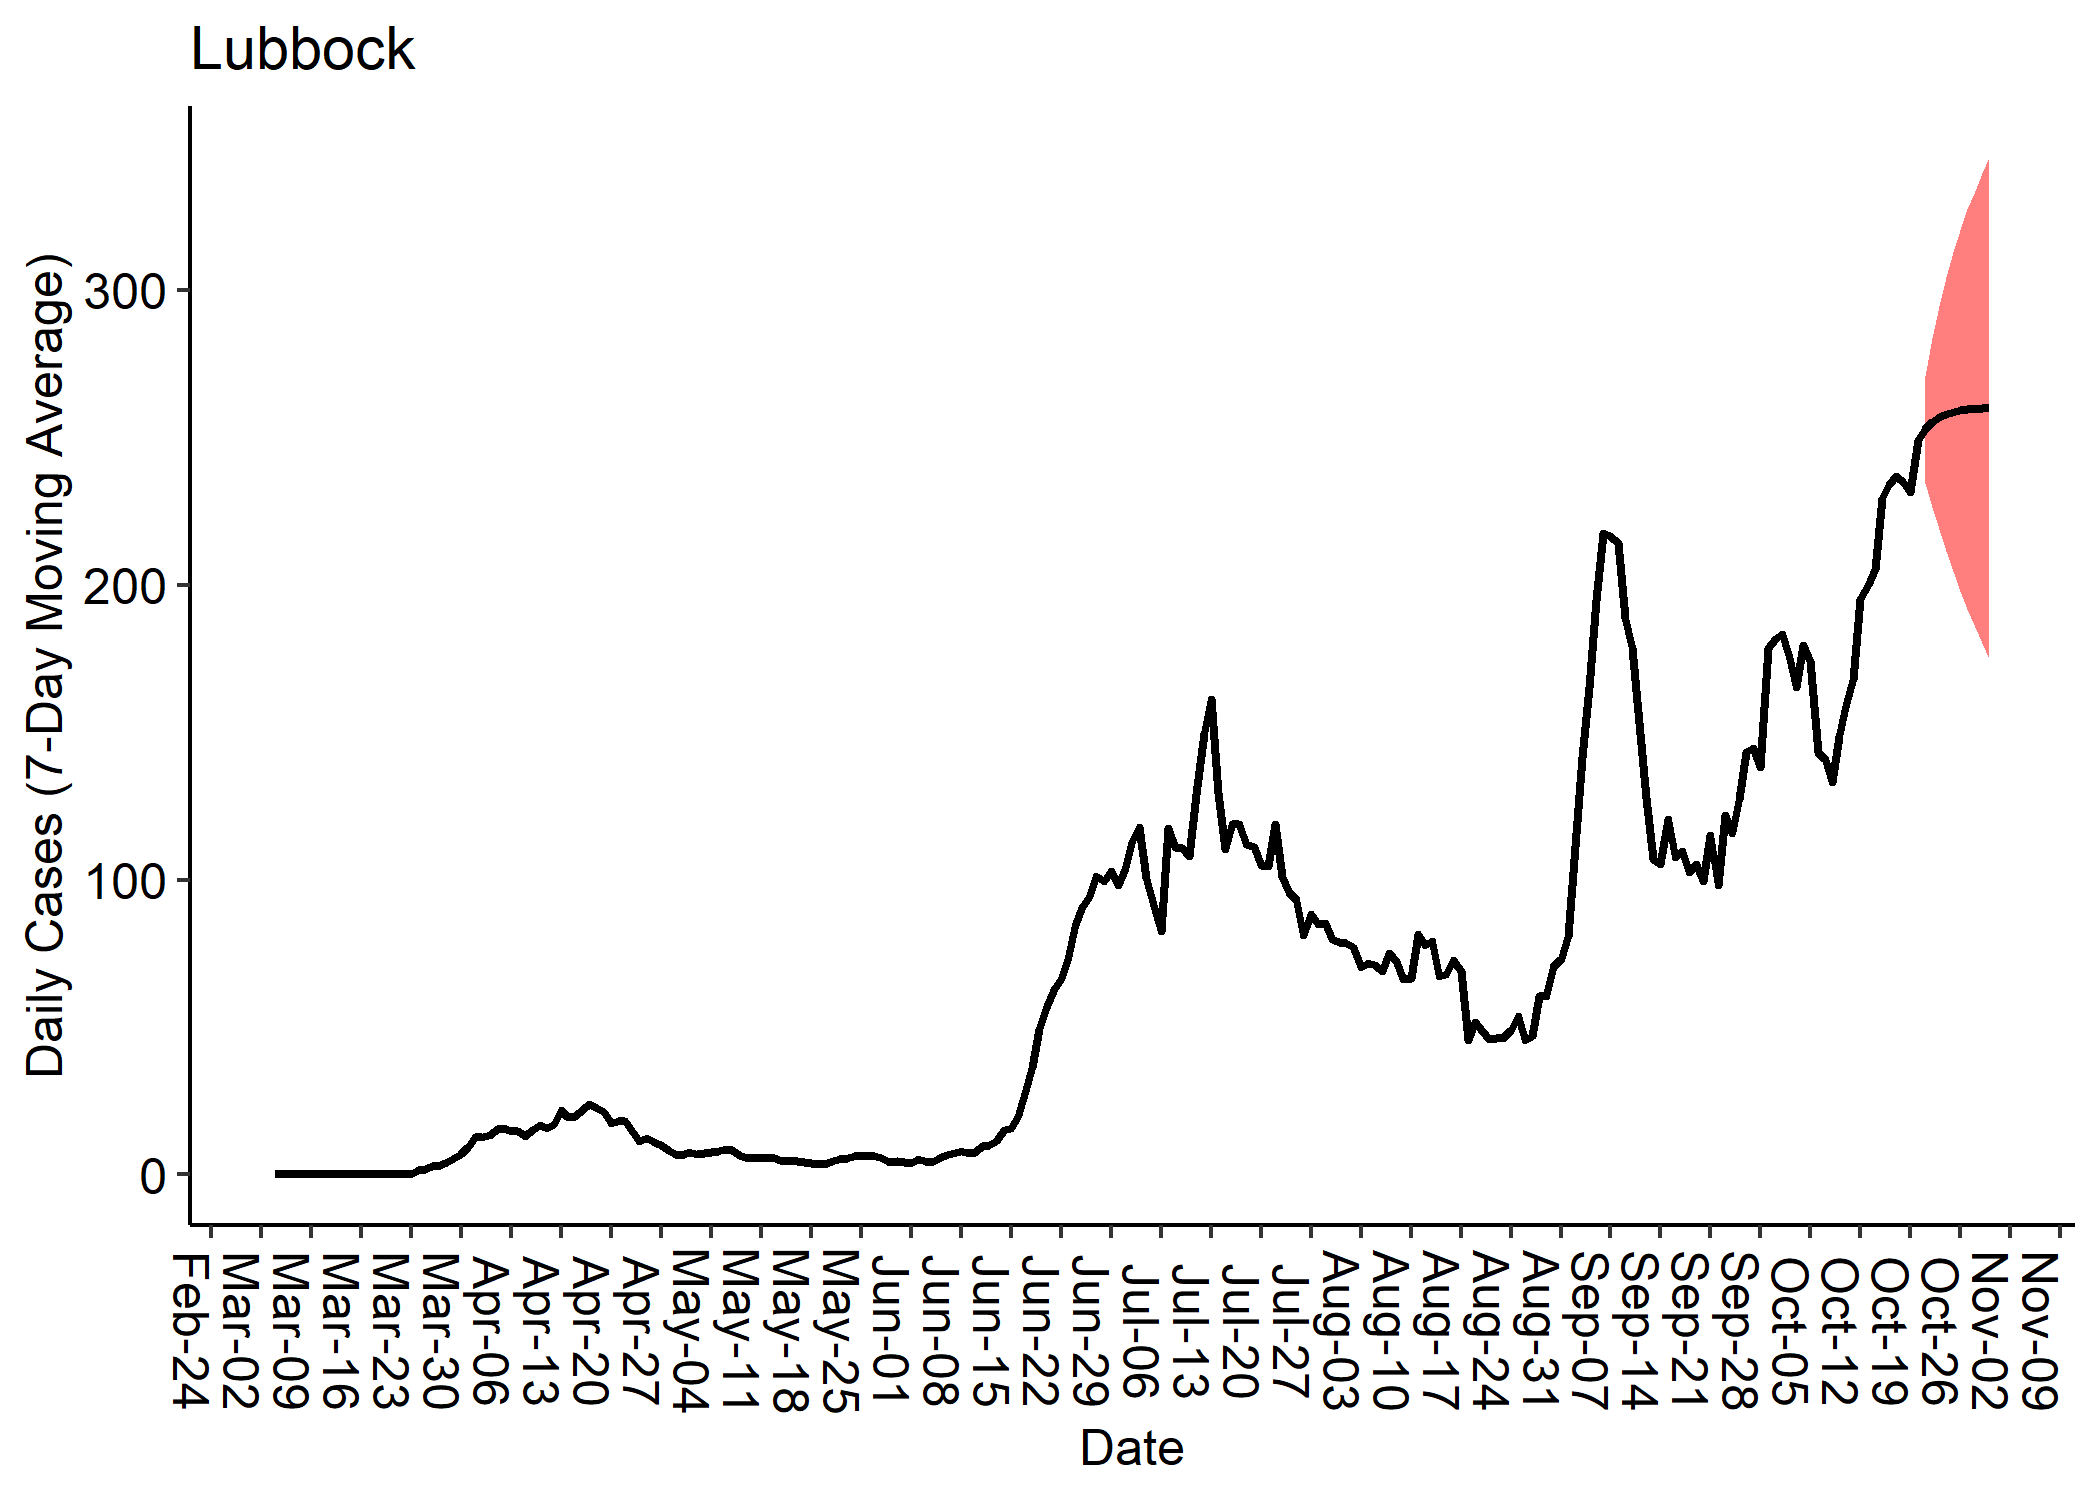 Lubbock
Daily Cases (7-Day Moving Average)
300
200
100
0
Feb-24
Mar-02
Mar-09
Mar-16
Mar-23
Mar-30
Apr-06
Apr-13
Apr-20
Apr-27
May-04
May-11
May-18
May-25
Jun-01
Jun-08
Jun-15
Jun-22
Jun-29
Jul-06
Jul-13
Jul-20
Jul-27
Aug-03
Aug-10
Aug-17
Aug-24
Aug-31
Sep-07
Sep-14
Sep-21
Sep-28
Oct-05
Oct-12
Oct-19
Oct-26
Nov-02
Nov-09
Date